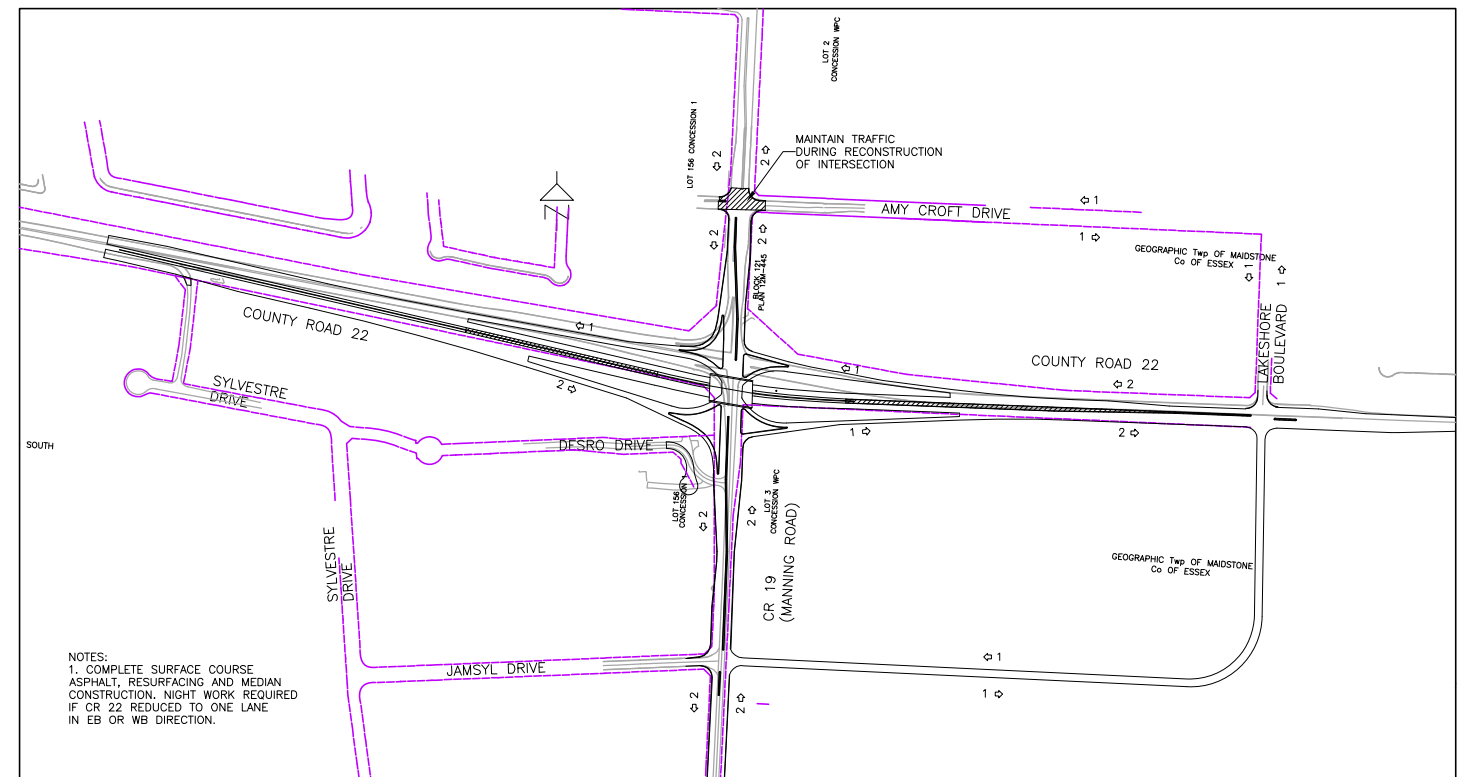 LOT 2
CONCESSION WPC
LOT 156 CONCESSION 1
2
2
MAINTAIN TRAFFIC
DURING RECONSTRUCTION
OF INTERSECTION
1
AMY CROFT DRIVE
1
2
2
GEOGRAPHIC Twp OF MAIDSTONE
Co OF ESSEX
1
1
BLOCK 121
PLAN 12M-445
LAKESHORE
BOULEVARD
COUNTY ROAD 22
1
COUNTY ROAD 22
1
2
2
SYLVESTRE
DRIVE
1
2
SOUTH
DESRO DRIVE
LOT 156
CONCESSION 1
2
2
LOT 3
CONCESSION WPC
CR 19
(MANNING ROAD)
SYLVESTRE
DRIVE
GEOGRAPHIC Twp OF MAIDSTONE
Co OF ESSEX
NOTES:
1. COMPLETE SURFACE COURSE
ASPHALT, RESURFACING AND MEDIAN
CONSTRUCTION. NIGHT WORK REQUIRED
IF CR 22 REDUCED TO ONE LANE
IN EB OR WB DIRECTION.
JAMSYL DRIVE
1
1
2
2